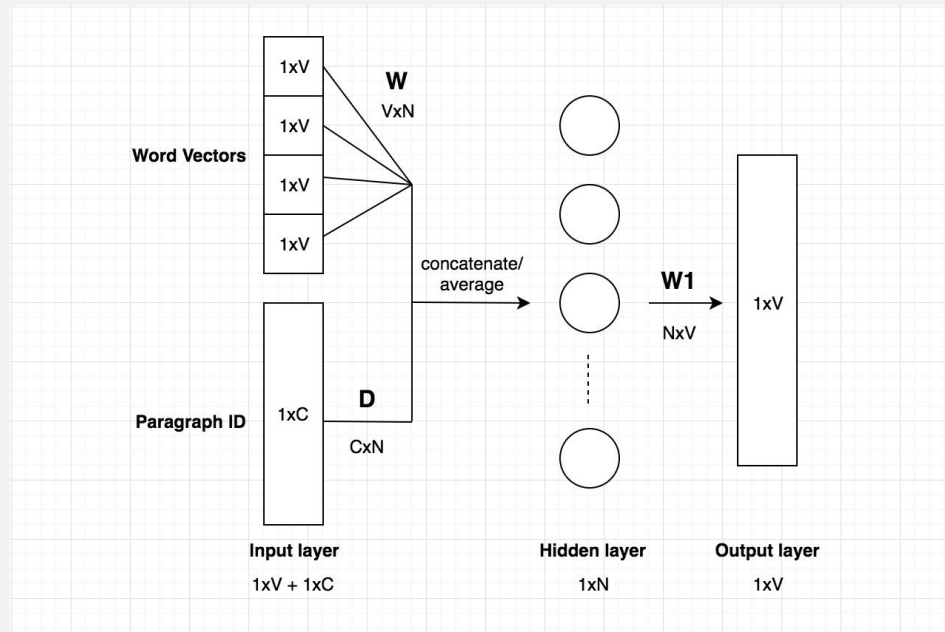 1xV
W
VxN
1xV
Word Vectors
1xV
1xV
concatenate/
average
W1
1xV
NxV
D
1xC
Paragraph ID
CxN
Input layer
Hidden layer
Output layer
1xV + 1xC
1xN
1xV